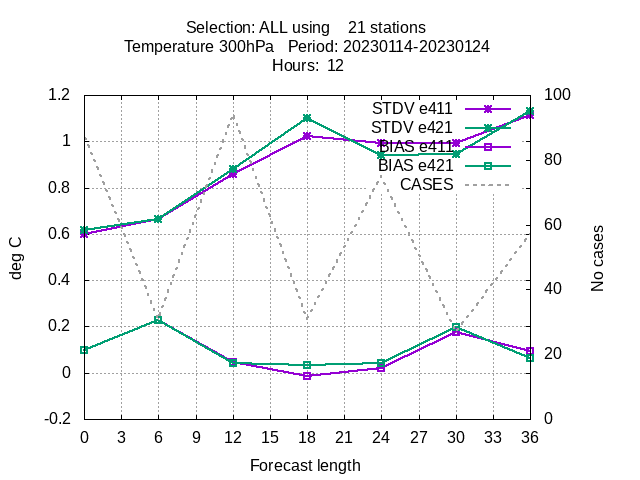 Selection: ALL using    21 stations
Temperature 300hPa   Period: 20230114-20230124
Hours:  12
1.2
1
0.8
0.6
0.4
0.2
0
-0.2
deg C
STDV e411
STDV e421
BIAS e411
BIAS e421
CASES
100
80
60
40
20
0
No cases
0 3 6 9 12 15 18 21 24 27 30 33 36
Forecast length